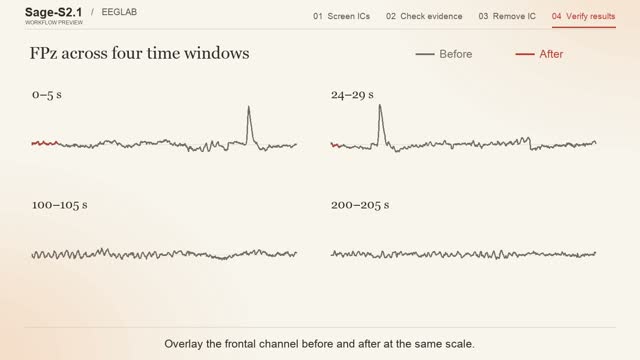 Sage-S2.1 / EEGLAB
WORKFLOW PREVIEW
01 Screen ICs 02 Check evidence 03 Remove IC 04 Verify results
FPz across four time windows
Before After
0–5 s
24–29 s
100–105 s
200–205 s
Overlay the frontal channel before and after at the same scale.